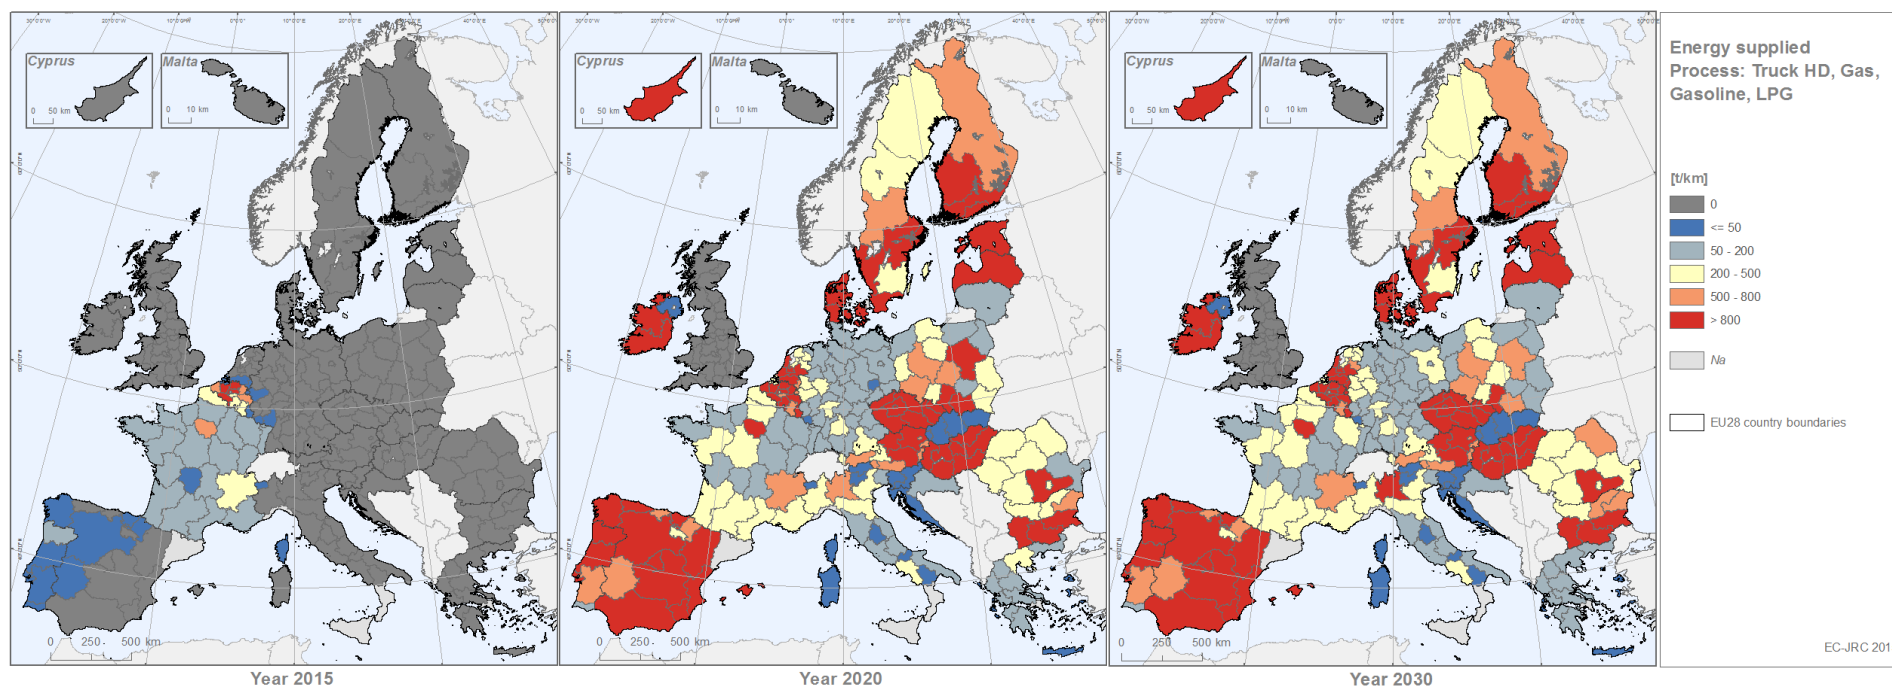 Cyprus
0 50 km
Malta
0 10 km
0 250 500 km
Year 2015
Cyprus
0 50 km
Malta
0 10 km
0 250 500 km
Year 2020
Cyprus
0 50 km
Malta
0 10 km
0 250 500 km
Year 2030
Energy supplied
Process: Truck HD, Gas,
Gasoline, LPG
[t/km]
0
<= 50
50 - 200
200 - 500
500 - 800
> 800
Na
EU28 country boundaries
EC-JRC 201